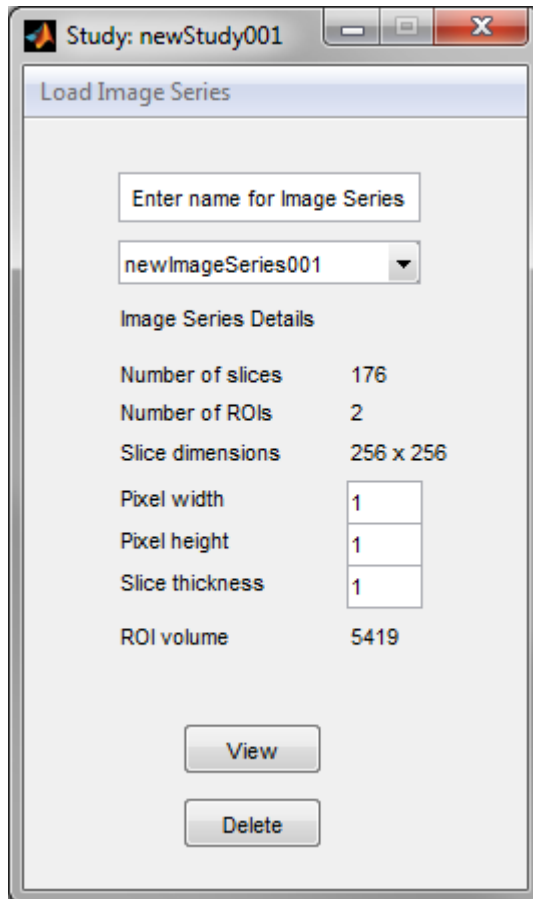 Study: newStudy001
Load Image Series
Enter name for Image Series
newImageSeries001
Image Series Details
Number of slices 176
Number of ROIs 2
Slice dimensions 256 x 256
Pixel width 1
Pixel height 1
Slice thickness 1
ROI volume 5419
View
Delete